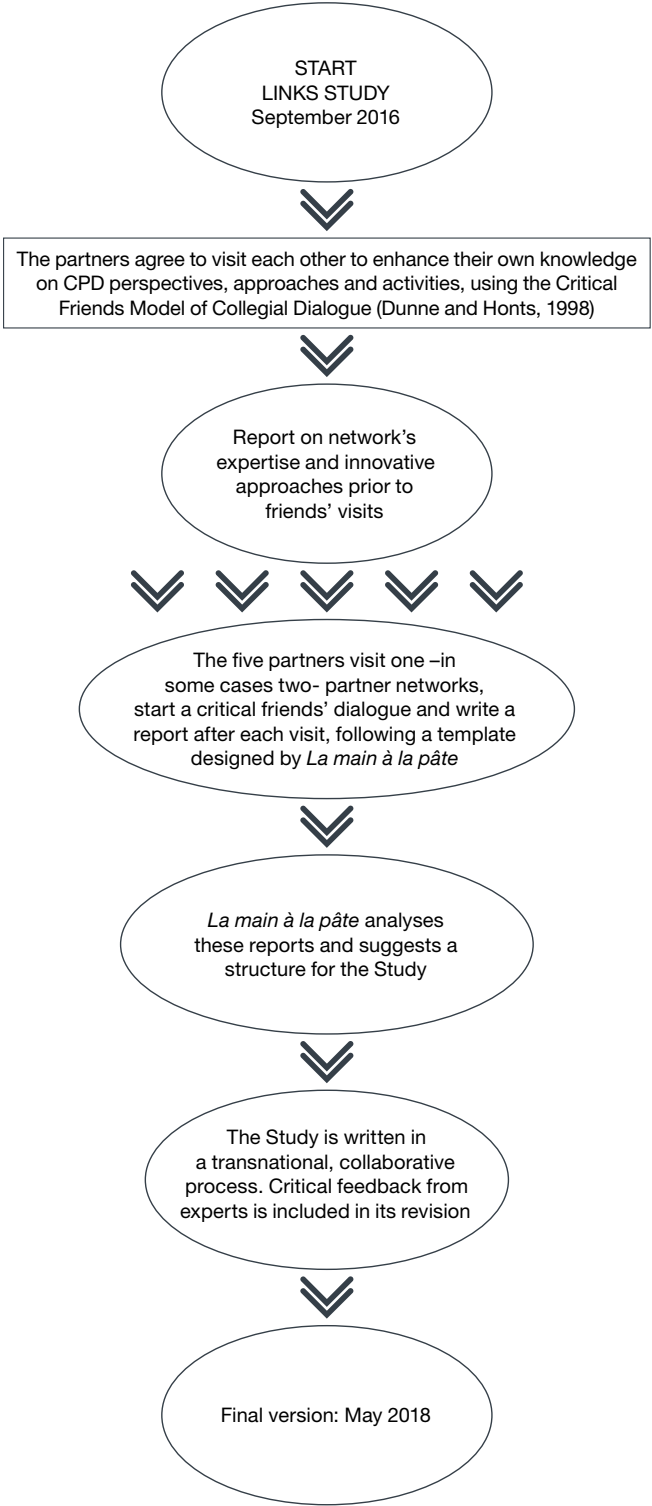 START
LINKS STUDY
September 2016
The partners agree to visit each other to enhance their own knowledge
on CPD perspectives, approaches and activities, using the Critical
Friends Model of Collegial Dialogue (Dunne and Honts, 1998)
Report on network's
expertise and innovative
approaches prior to
friends' visits
The five partners visit one –in
some cases two- partner networks,
start a critical friends' dialogue and write a
report after each visit, following a template
designed by La main à la pâte
La main à la pâte analyses
these reports and suggests a
structure for the Study
The Study is written in
a transnational, collaborative
process. Critical feedback from
experts is included in its revision
Final version: May 2018